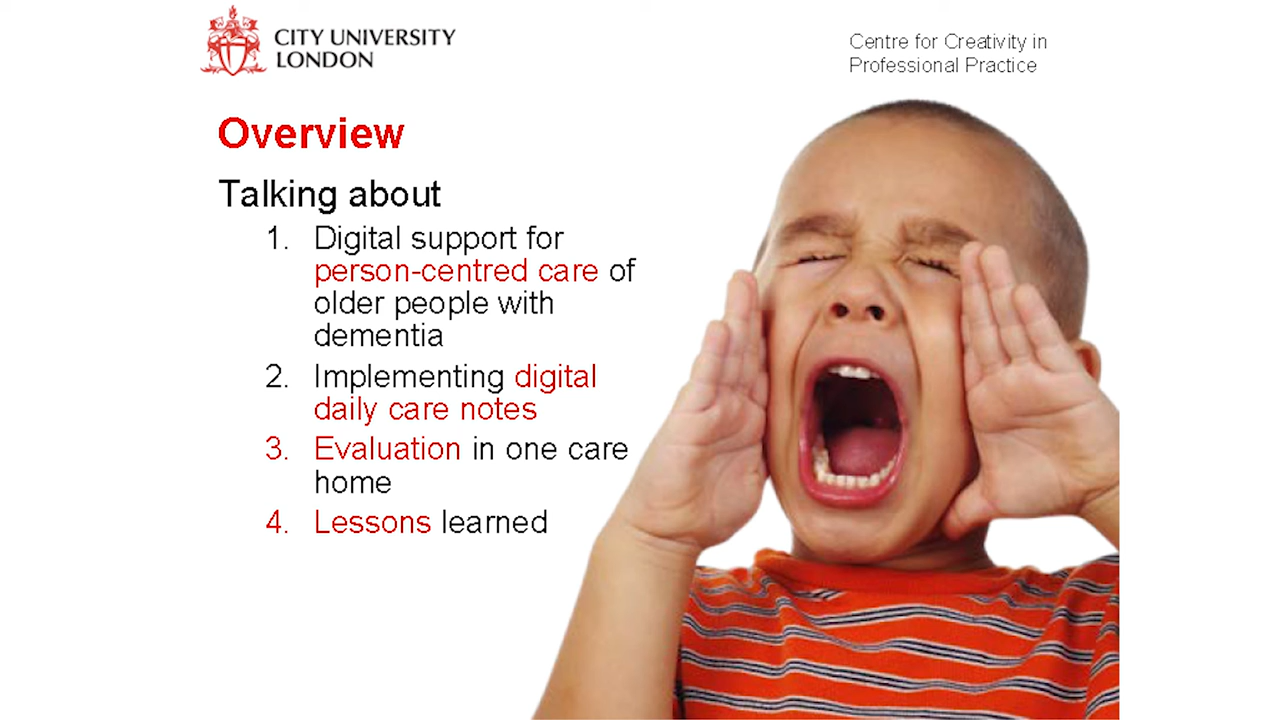 CITY UNIVERSITY
LONDON
Centre for Creativity in
Professional Practice
Overview
Talking about
1. Digital support for
person-centred care of
older people with
dementia
2. Implementing digital
daily care notes
3. Evaluation in one care
home
4. Lessons learned